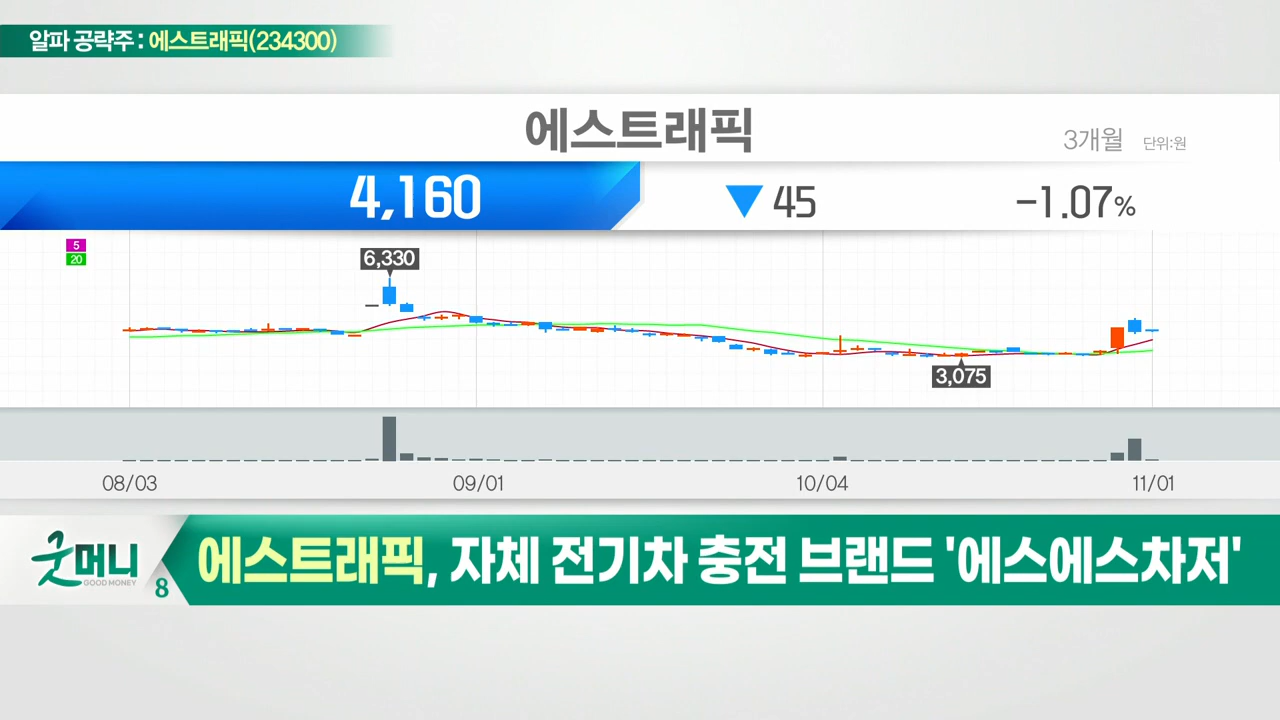 알파 공략주 : 에스트래픽(234300)
에스트래픽
3개월 단위:원
4,160 ▼ 45 -1.07%
5
20
6,330
3,075
08/03 09/01 10/04 11/01
굿머니
GOOD MONEY
8
에스트래픽, 자체 전기차 충전 브랜드 '에스에스차저'